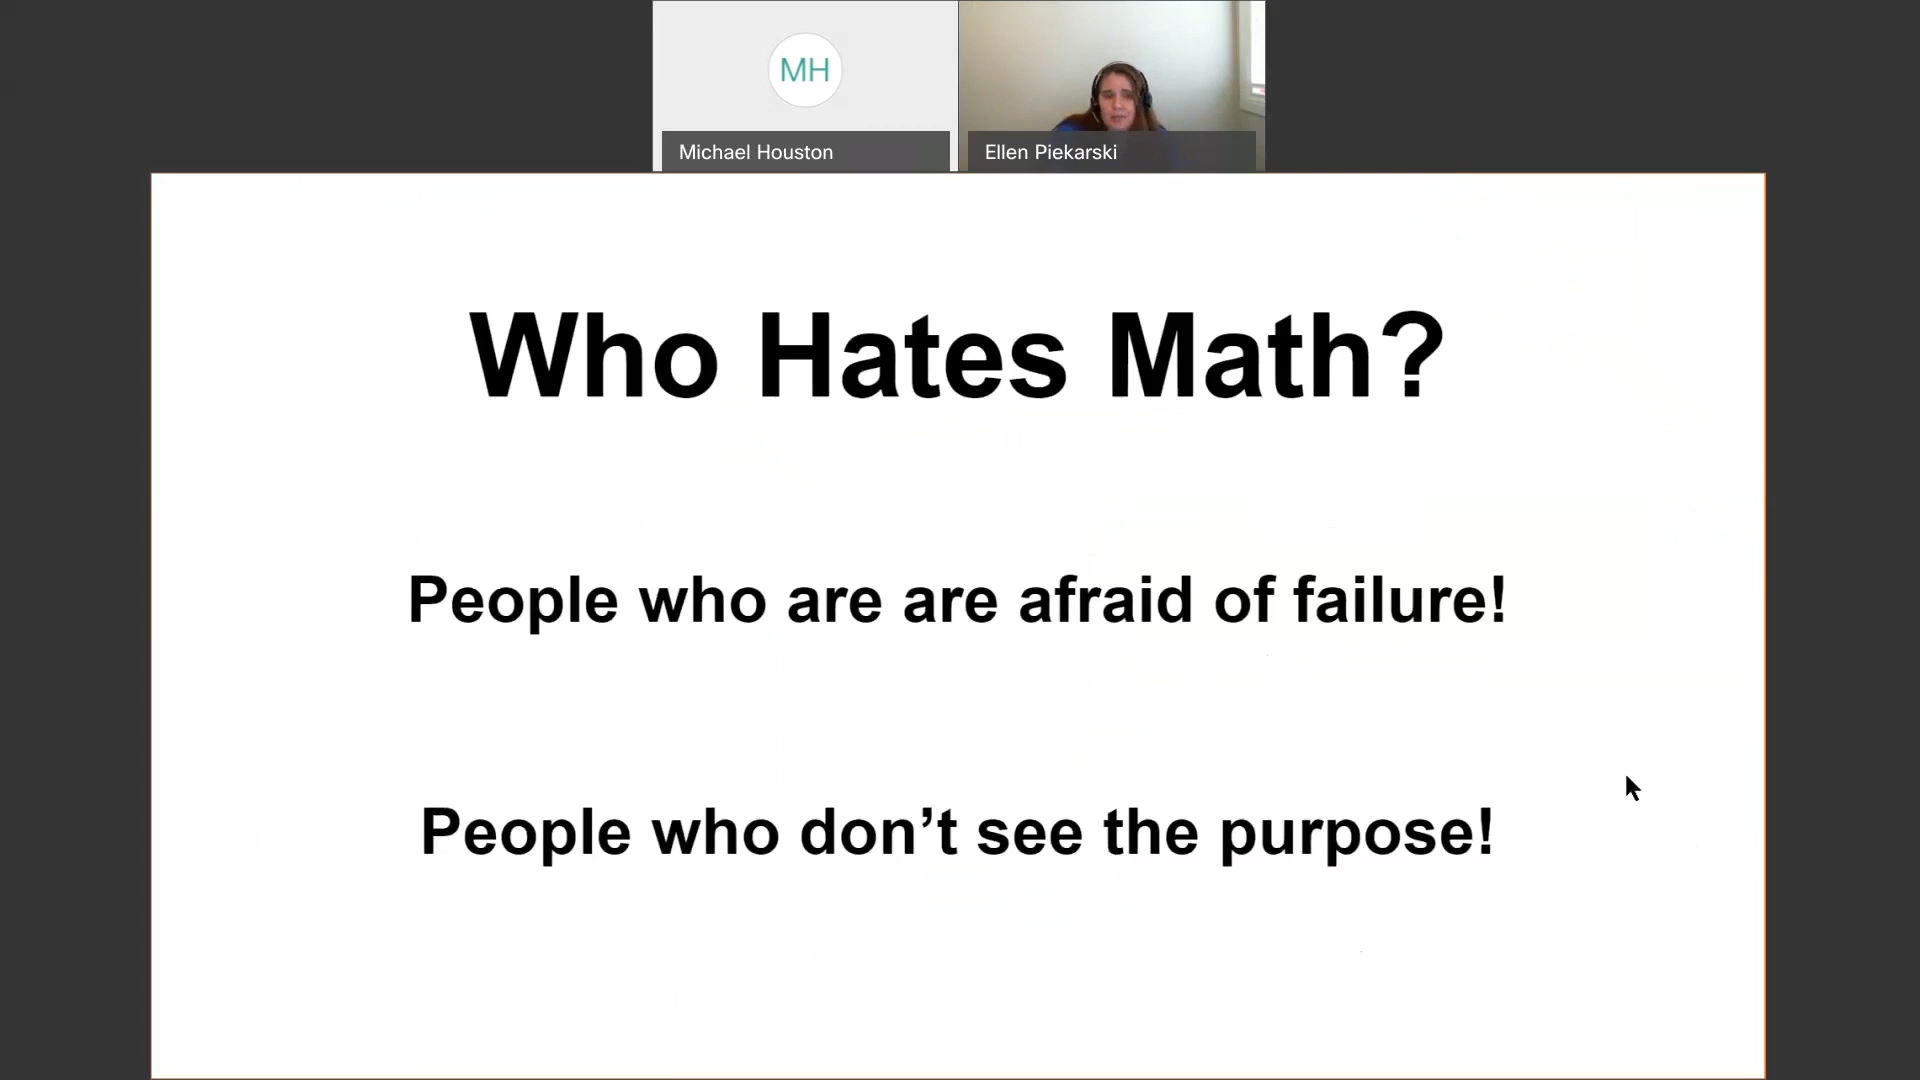 MH
Michael Houston
Ellen Piekarski
Who Hates Math?
People who are are afraid of failure!
People who don’t see the purpose!